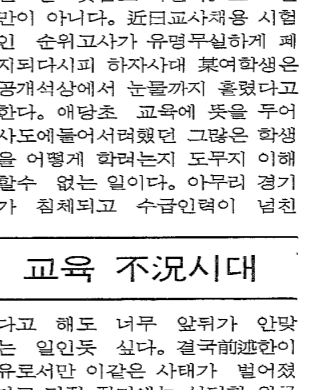 만이 아니다. 近日교사채용 시험
인 순위고사가 유명무실하게 폐
지되다시피 하자사대 某여학생은
공개석상에서 눈물까지 흘렸다고
한다. 애당초 교육에 뜻을 두어
사도에들어서려했던 그많은 학생
을 어떻게 학려는지 도무지 이해
할수 없는 일이다. 아무리 경기
가 침체되고 수급인력이 넘친
교육 不況시대
다고 해도 너무 앞뒤가 안맞
는 일인듯 싶다. 결국前述한이
유로서만 이같은 사태가 벌어졌